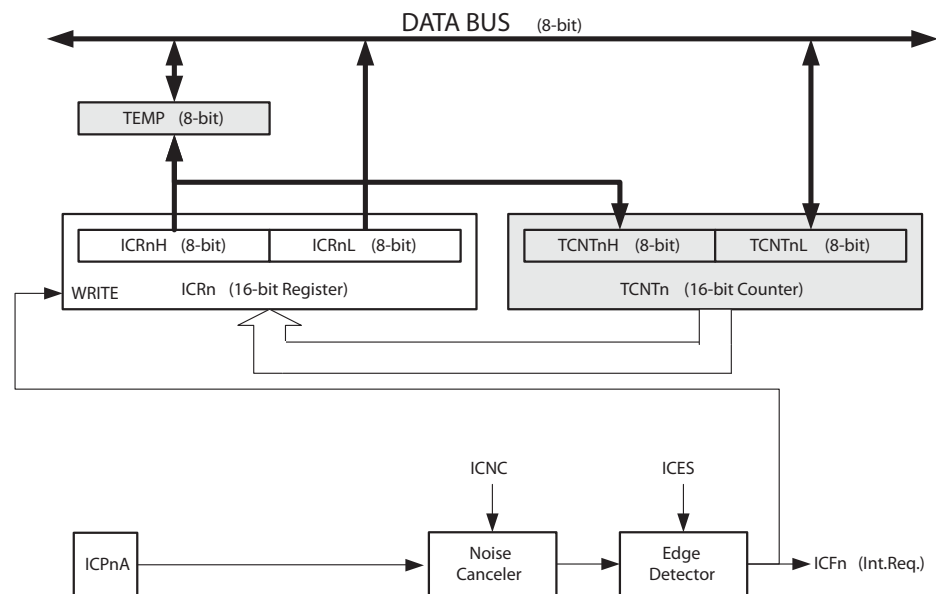 DATA BUS (8-bit)
TEMP (8-bit)
ICRnH (8-bit) ICRnL (8-bit) TCNTnH (8-bit) TCNTnL (8-bit)
WRITE ICRn (16-bit Register) TCNTn (16-bit Counter)
ICNC ICES
ICPnA Noise Canceler Edge Detector ICFn (Int.Req.)